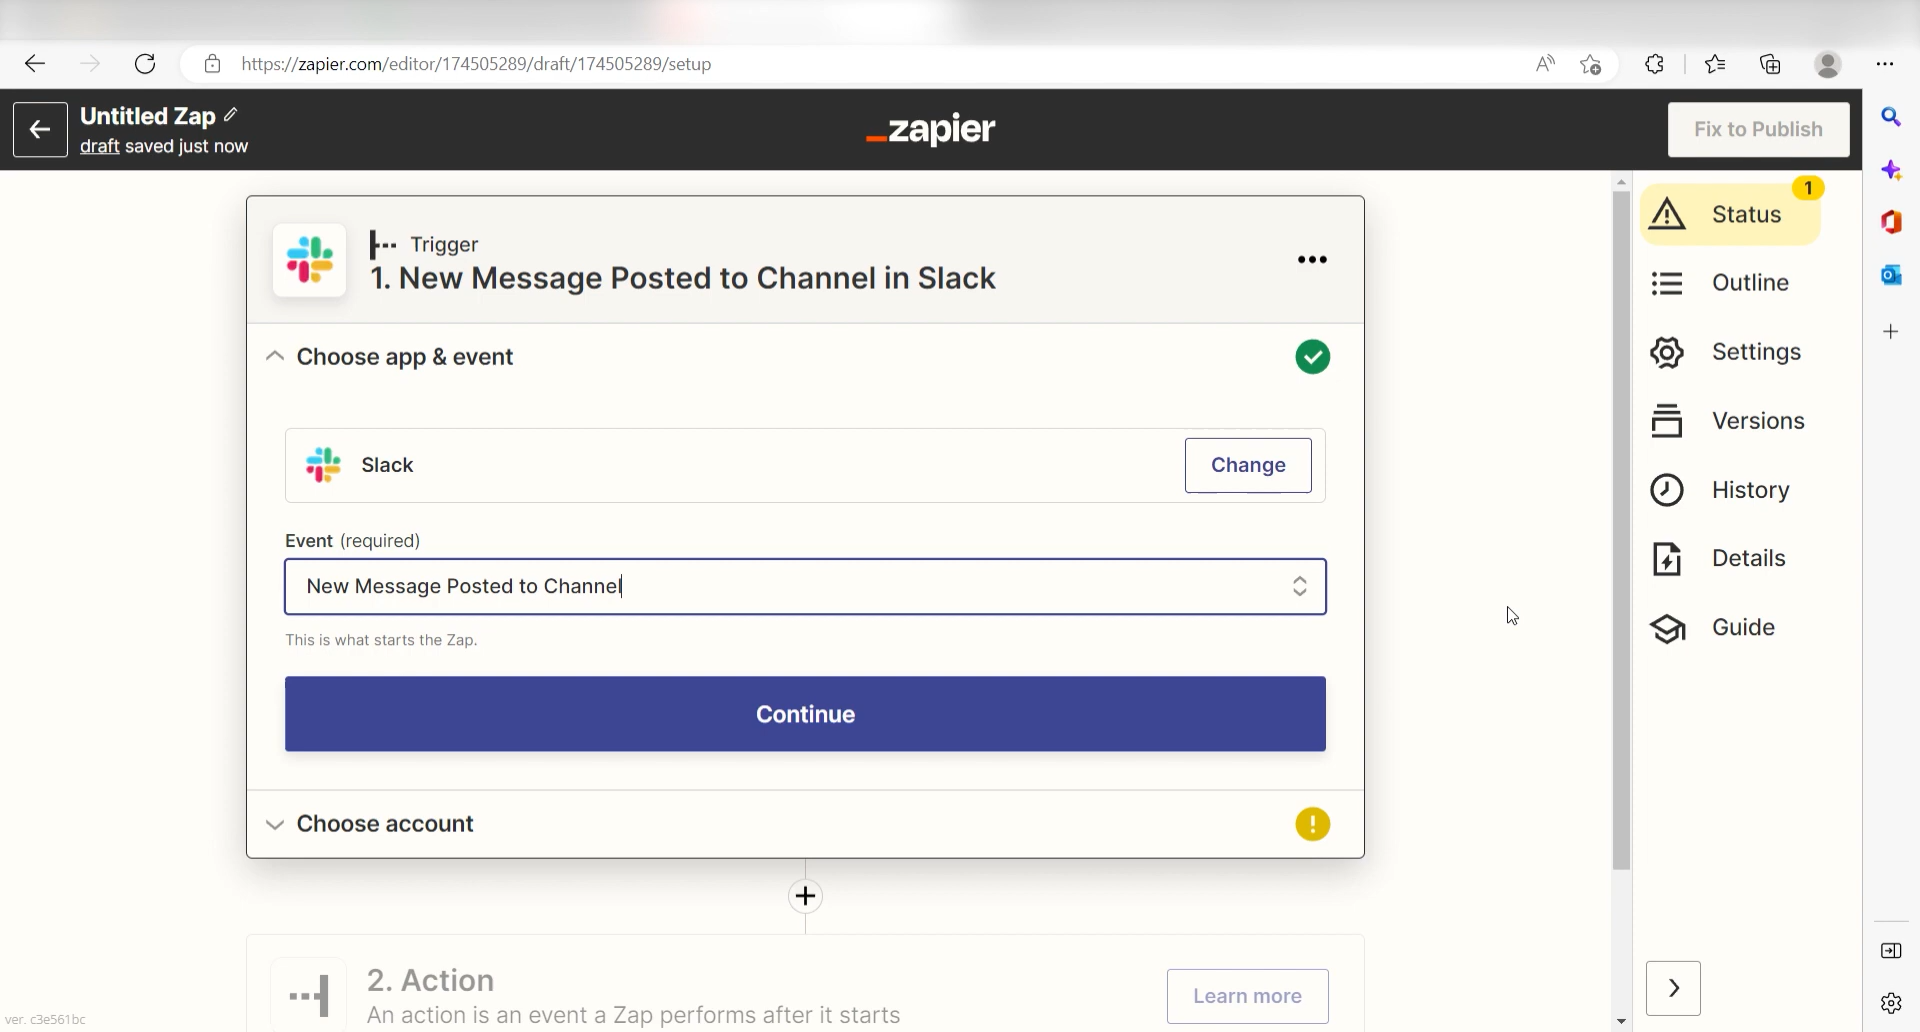 https://zapier.com/editor/174505289/draft/174505289/setup
Untitled Zap
draft saved just now
_zapier
Fix to Publish
1
Status
Outline
Settings
Versions
History
Details
Guide
Trigger
1. New Message Posted to Channel in Slack
Choose app & event
Slack
Change
Event (required)
New Message Posted to Channel
This is what starts the Zap.
Continue
Choose account
2. Action
An action is an event a Zap performs after it starts
Learn more
ver. c3e561bc